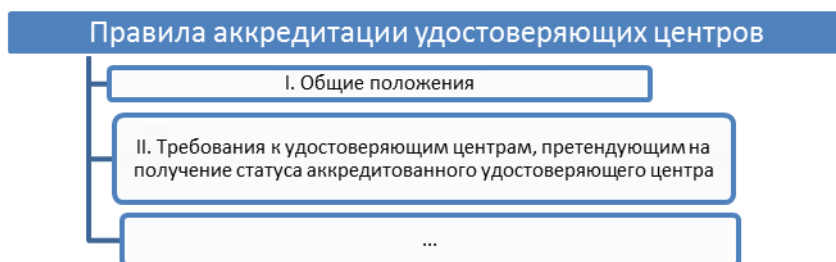 Правила аккредитации удостоверяющих центров
I. Общие положения
II. Требования к удостоверяющим центрам, претендующим на
получение статуса аккредитованного удостоверяющего центра
...